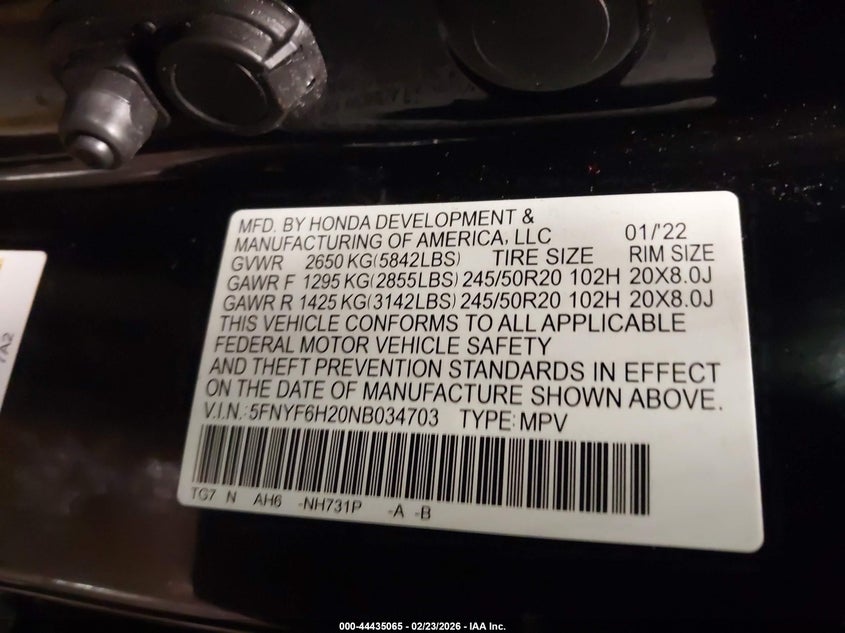 MFD. BY HONDA DEVELOPMENT &
MANUFACTURING OF AMERICA, LLC 01/'22
GVWR 2650 KG(5842LBS) TIRE SIZE RIM SIZE
GAWR F 1295 KG(2855LBS) 245/50R20 102H 20X8.0J
GAWR R 1425 KG(3142LBS) 245/50R20 102H 20X8.0J
THIS VEHICLE CONFORMS TO ALL APPLICABLE
FEDERAL MOTOR VEHICLE SAFETY
AND THEFT PREVENTION STANDARDS IN EFFECT
ON THE DATE OF MANUFACTURE SHOWN ABOVE.
V.I.N.:5FNYF6H20NB034703 TYPE:MPV
TG7 N AH6 -NH731P -A -B
000-44435065 - 02/23/2026 - IAA Inc.